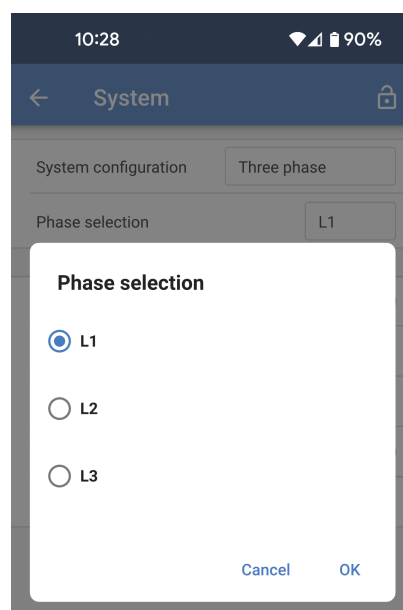 10:28 90%
System
System configuration Three phase
Phase selection L1
Phase selection
L1
L2
L3
Cancel OK